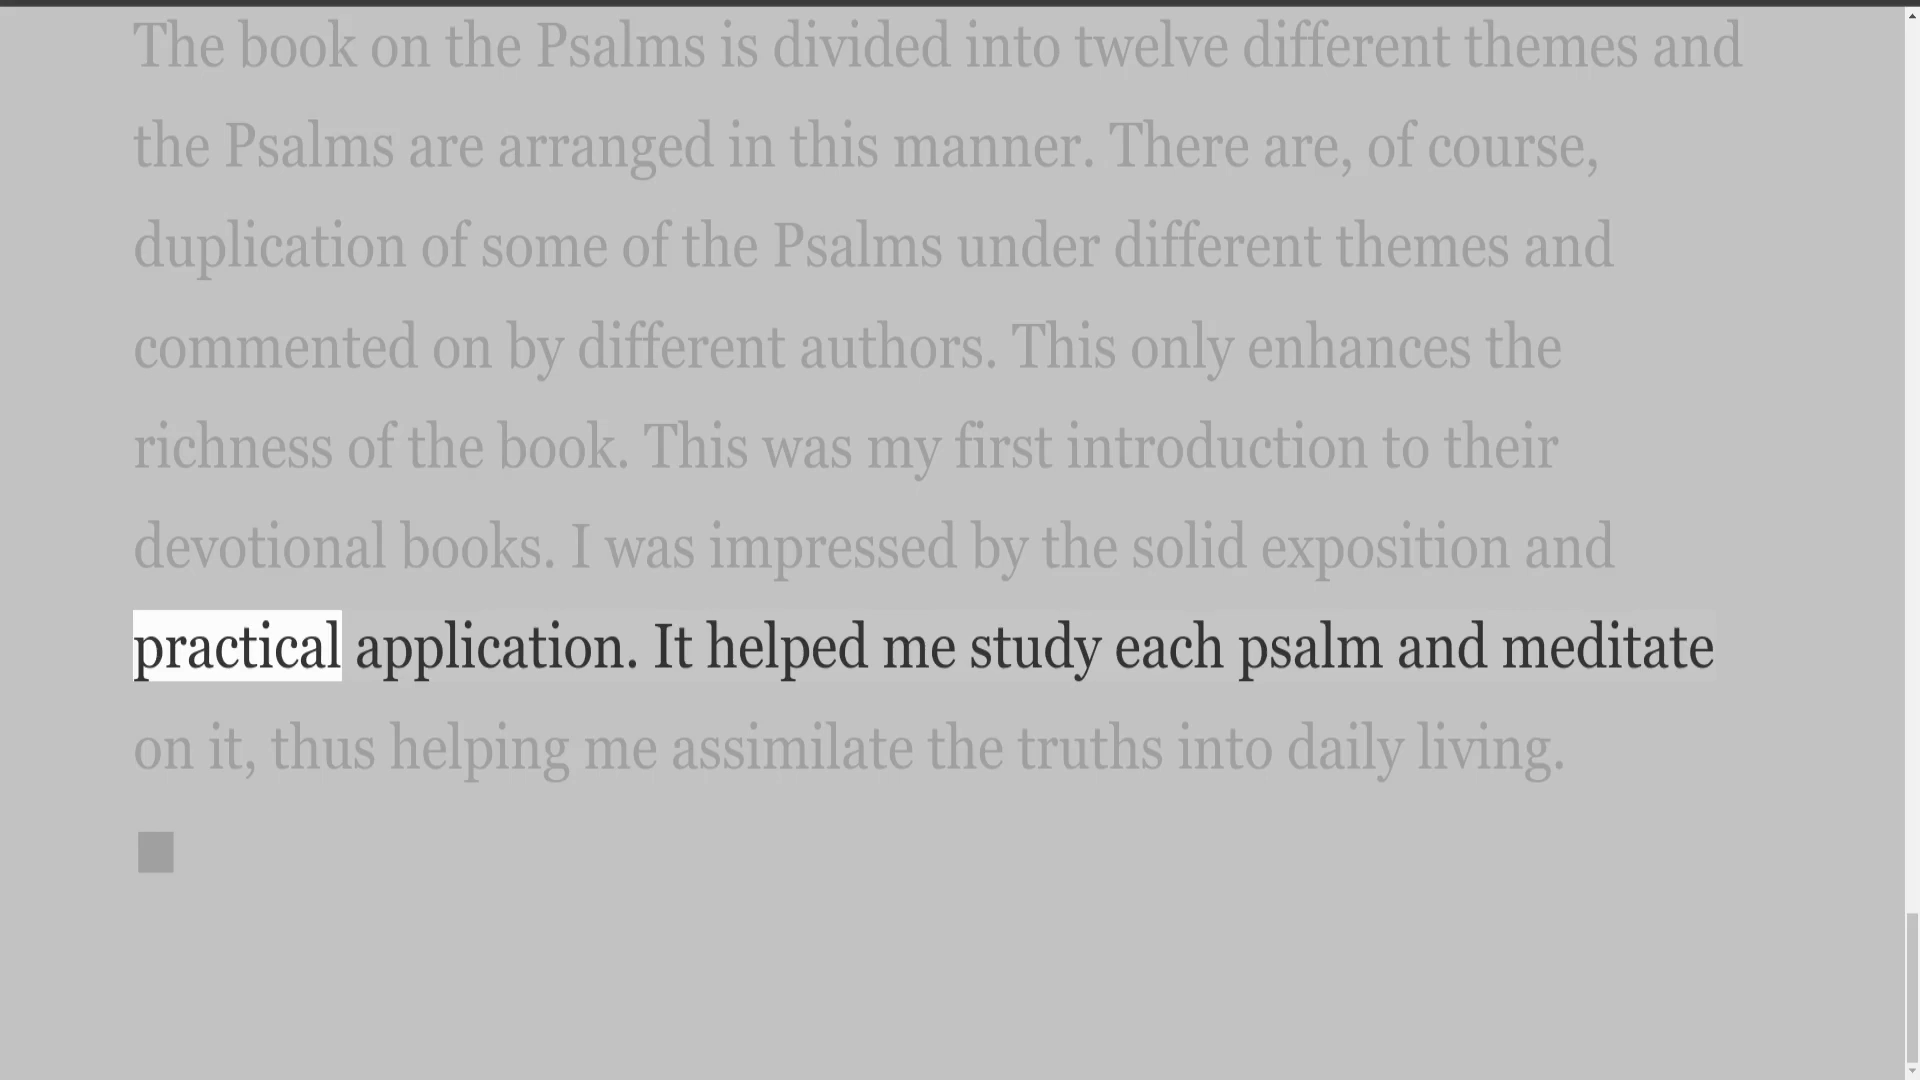 The book on the Psalms is divided into twelve different themes and
the Psalms are arranged in this manner. There are, of course,
duplication of some of the Psalms under different themes and
commented on by different authors. This only enhances the
richness of the book. This was my first introduction to their
devotional books. I was impressed by the solid exposition and
practical application. It helped me study each psalm and meditate
on it, thus helping me assimilate the truths into daily living.